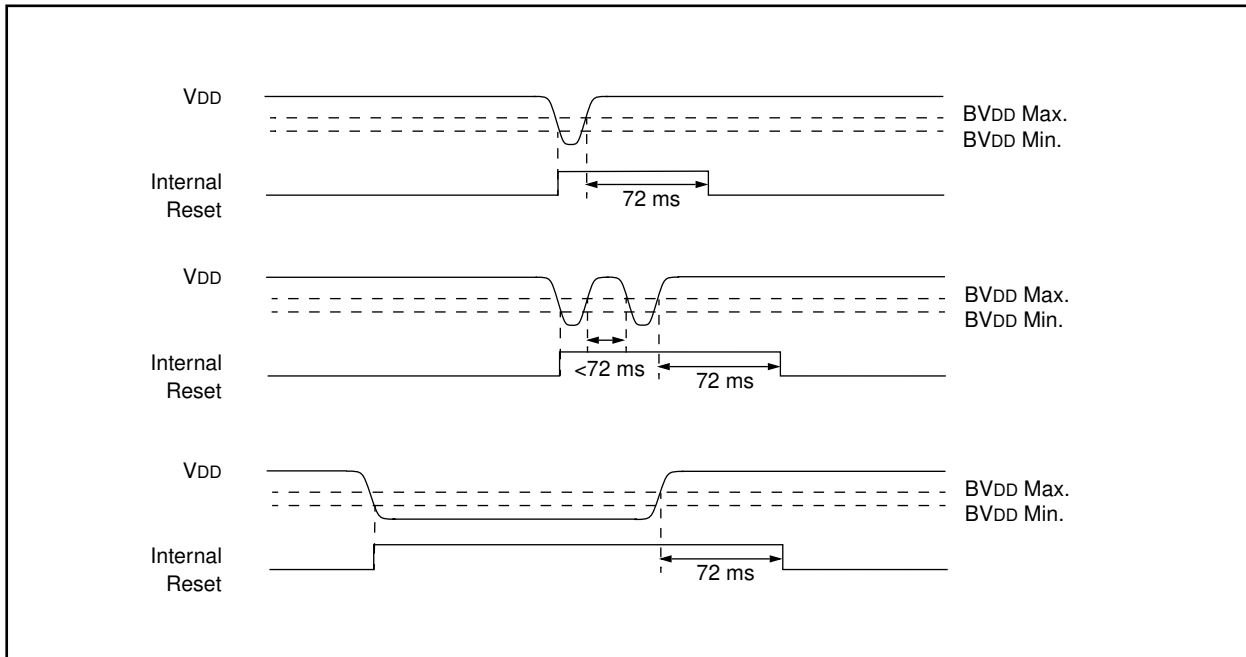 VDD
BVDD Max.
BVDD Min.
Internal
Reset
72 ms
VDD
BVDD Max.
BVDD Min.
Internal
Reset
<72 ms
72 ms
VDD
BVDD Max.
BVDD Min.
Internal
Reset
72 ms